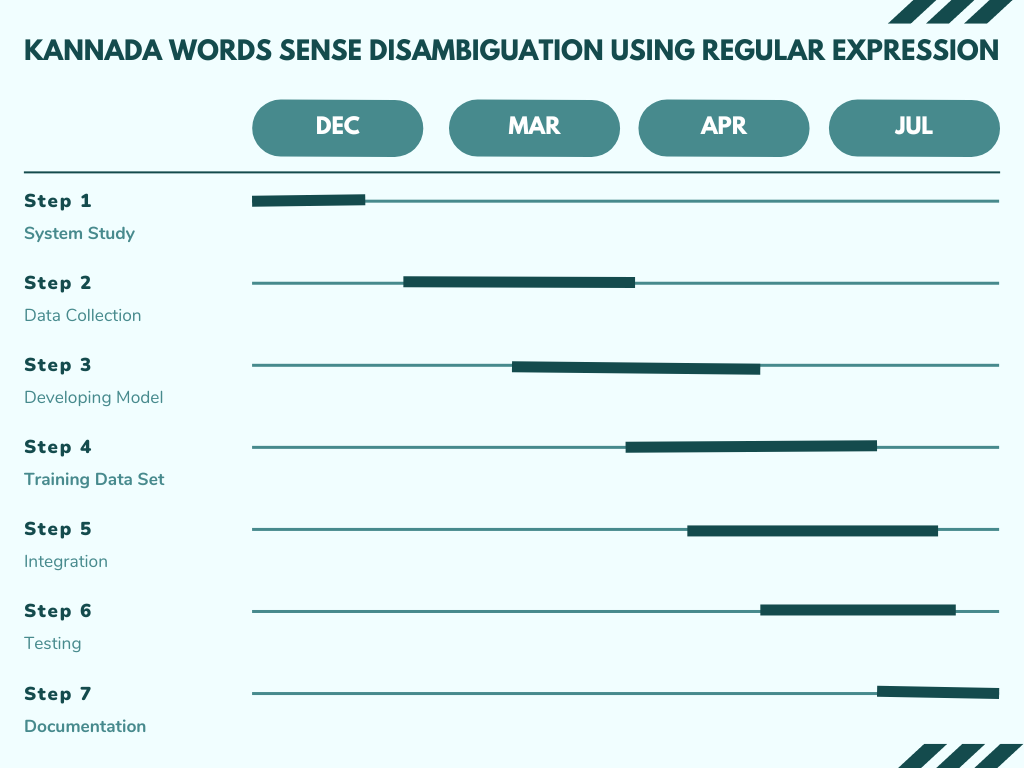 KANNADA WORDS SENSE DISAMBIGUATION USING REGULAR EXPRESSION
DEC MAR APR JUL
Step 1
System Study
Step 2
Data Collection
Step 3
Developing Model
Step 4
Training Data Set
Step 5
Integration
Step 6
Testing
Step 7
Documentation